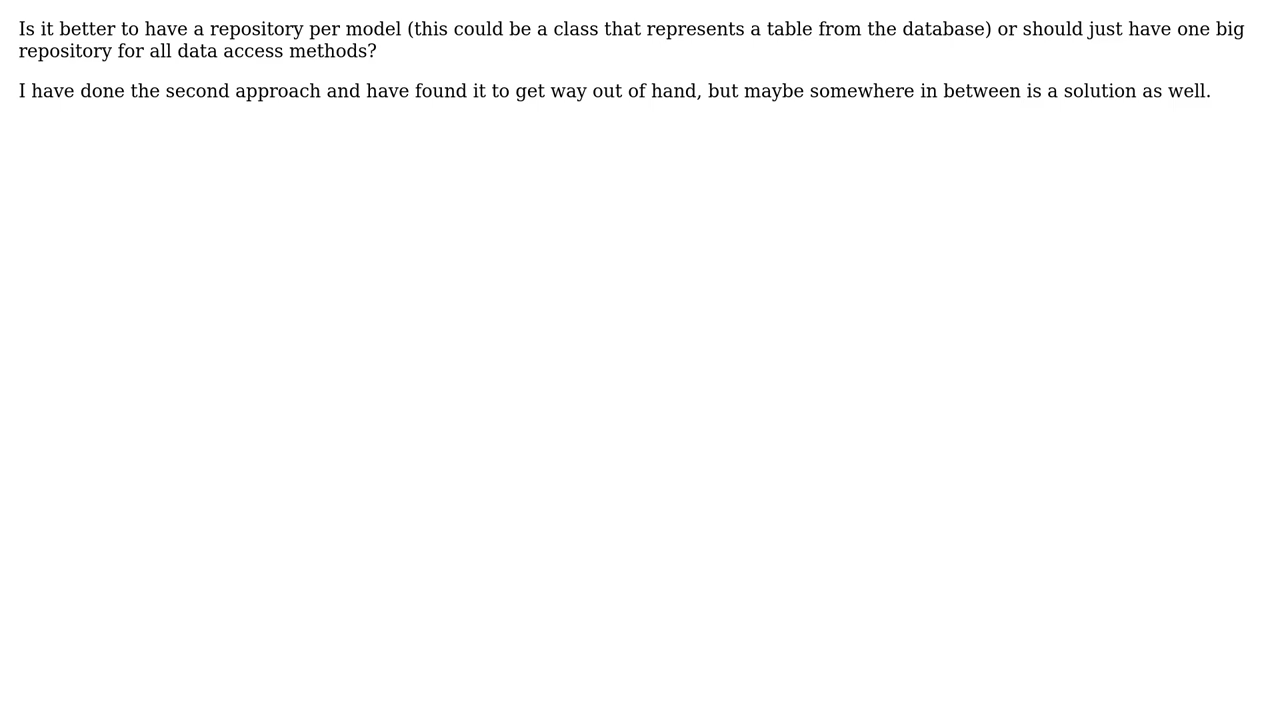 Is it better to have a repository per model (this could be a class that represents a table from the database) or should just have one big
repository for all data access methods?
I have done the second approach and have found it to get way out of hand, but maybe somewhere in between is a solution as well.